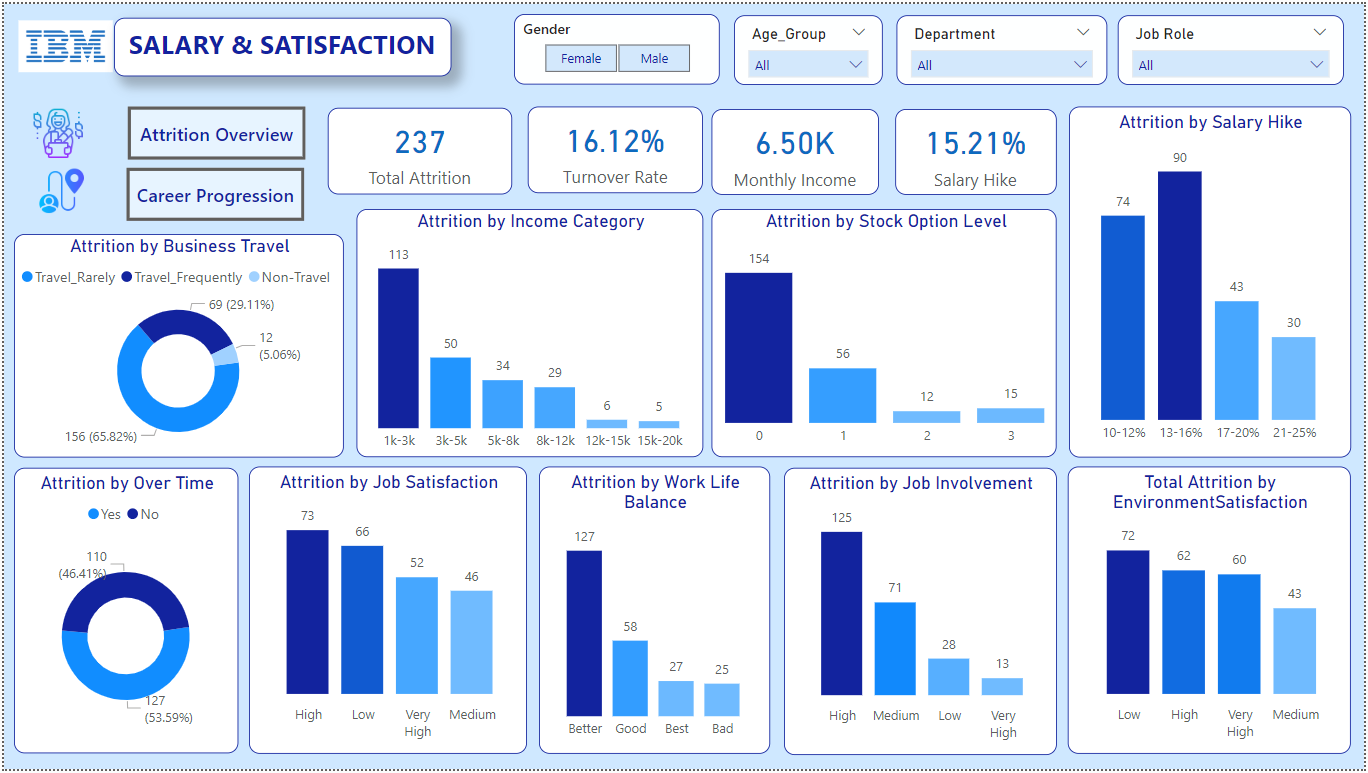 IBM
SALARY & SATISFACTION
Gender
Female
Male
Age_Group
All
Department
All
Job Role
All
Attrition Overview
Career Progression
237
Total Attrition
16.12%
Turnover Rate
6.50K
Monthly Income
15.21%
Salary Hike
Attrition by Salary Hike
90
74
43
30
10-12%
13-16%
17-20%
21-25%
Attrition by Business Travel
Travel_Rarely
Travel_Frequently
Non-Travel
69 (29.11%)
12
(5.06%)
156 (65.82%)
Attrition by Income Category
113
50
34
29
6
5
1k-3k
3k-5k
5k-8k
8k-12k
12k-15k
15k-20k
Attrition by Stock Option Level
154
56
12
15
0
1
2
3
Attrition by Over Time
Yes
No
110
(46.41%)
127
(53.59%)
Attrition by Job Satisfaction
73
66
52
46
High
Low
Very
High
Medium
Attrition by Work Life
Balance
127
58
27
25
Better
Good
Best
Bad
Attrition by Job Involvement
125
71
28
13
High
Medium
Low
Very
High
Total Attrition by
EnvironmentSatisfaction
72
62
60
43
Low
High
Very
High
Medium